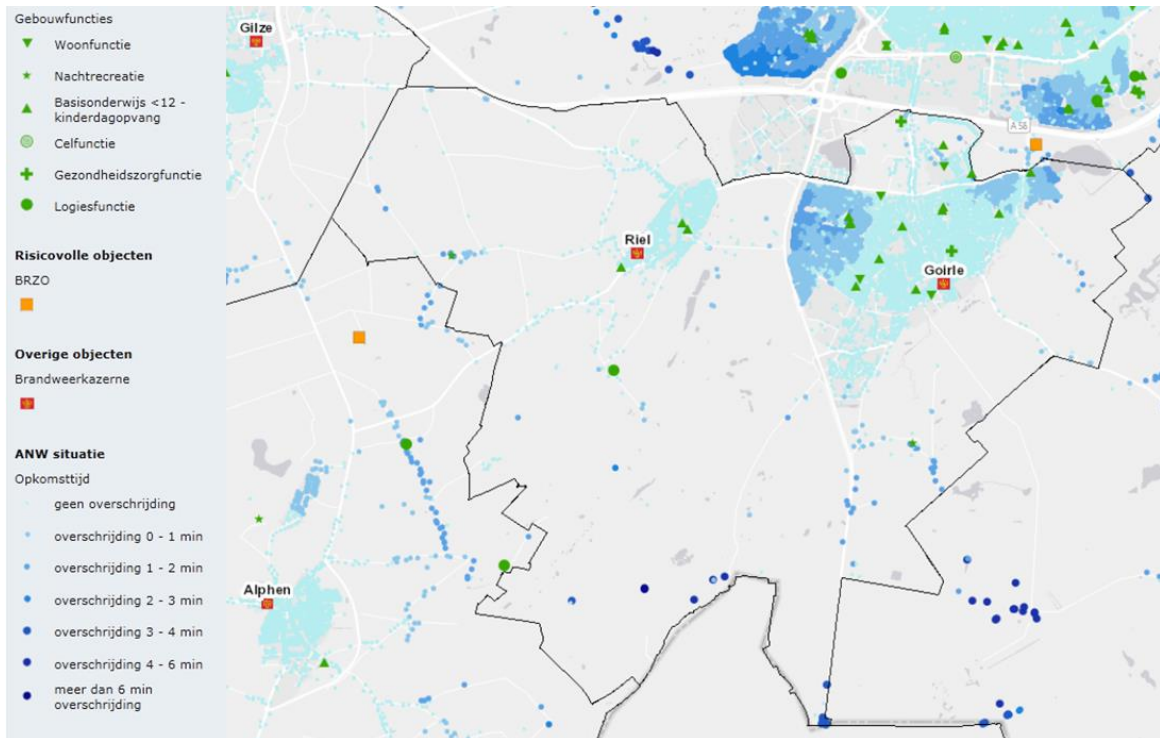 Gebouwfuncties
Woonfunctie
Nachtrecreatie
Basisonderwijs <12 -
kinderdagopvang
Celfunctie
Gezondheidszorgfunctie
Logiesfunctie
Risicovolle objecten
BRZO
Overige objecten
Brandweerkazerne
ANW situatie
Opkomsttijd
geen overschrijding
overschrijding 0 - 1 min
overschrijding 1 - 2 min
overschrijding 2 - 3 min
overschrijding 3 - 4 min
overschrijding 4 - 6 min
meer dan 6 min
overschrijding
Gilze
A 58
Riel
Goirle
Alphen